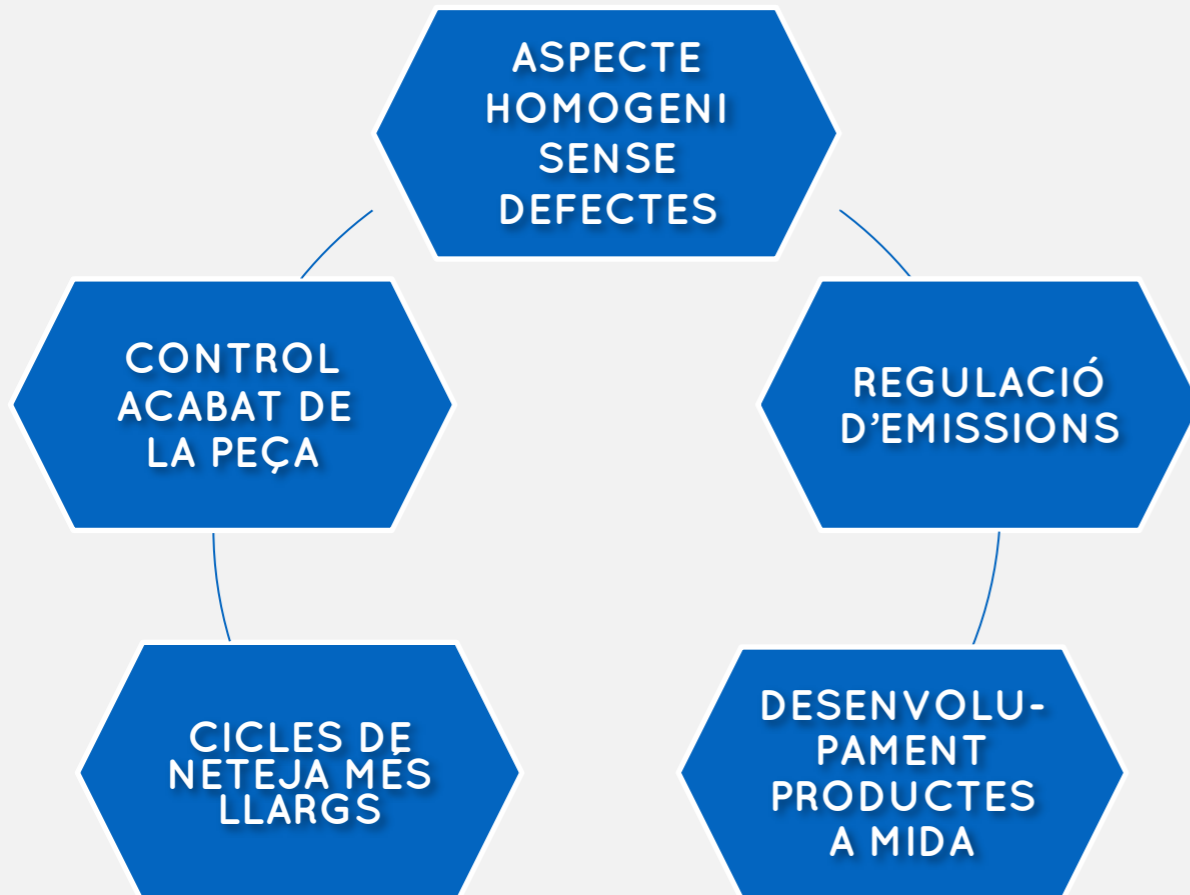 ASPECTE
HOMOGENI
SENSE
DEFECTES
CONTROL
ACABAT DE
LA PEÇA
REGULACIÓ
D’EMISSIONS
CICLES DE
NETEJA MÉS
LLARGS
DESENVOLU-
PAMENT
PRODUCTES
A MIDA